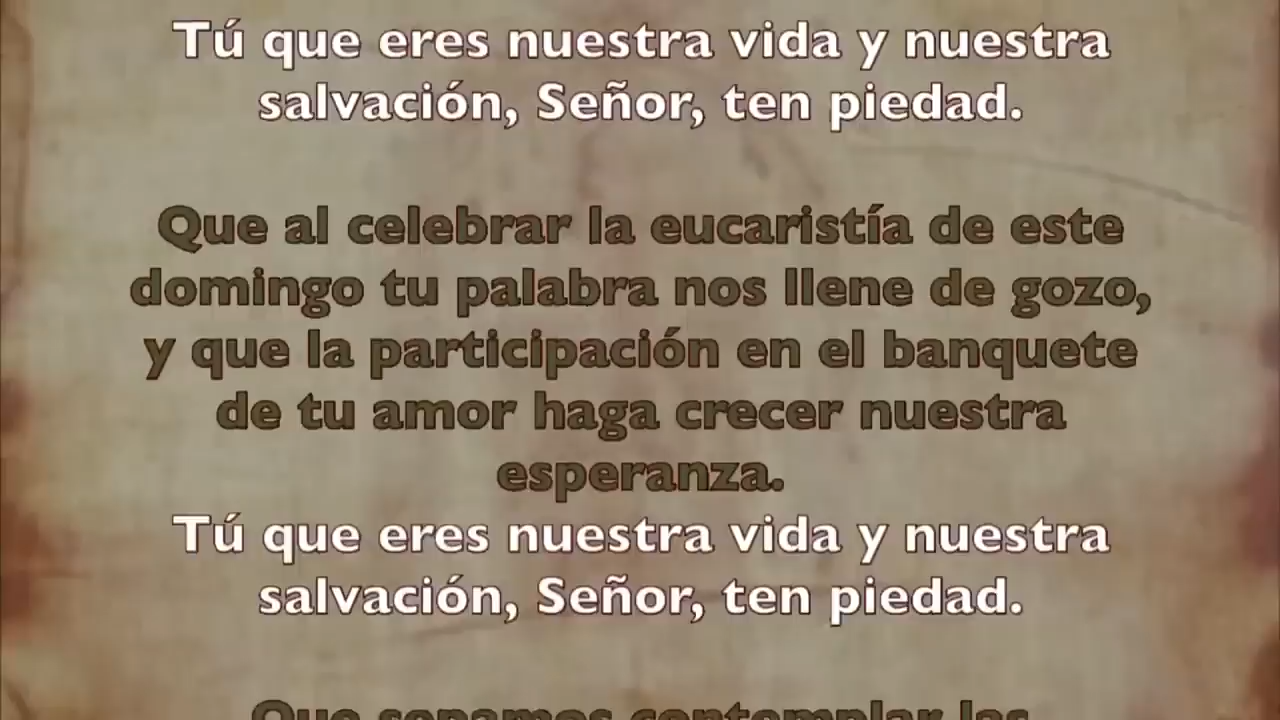 Tú que eres nuestra vida y nuestra
salvación, Señor, ten piedad.
Que al celebrar la eucaristía de este
domingo tu palabra nos llene de gozo,
y que la participación en el banquete
de tu amor haga crecer nuestra
esperanza.
Tú que eres nuestra vida y nuestra
salvación, Señor, ten piedad.
Que sepamos contemplar las